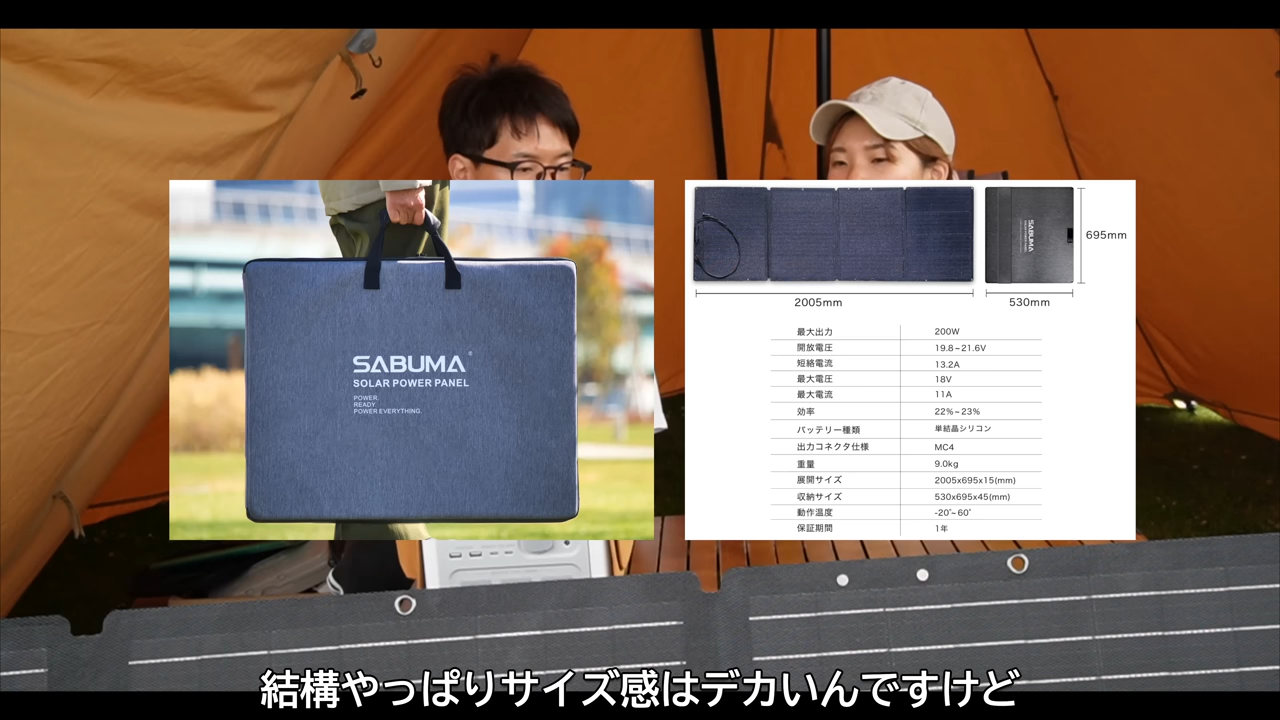 SABUMA®
SOLAR POWER PANEL
POWER.
READY.
POWER EVERYTHING.
SABUMA
695mm
2005mm
530mm
最大出力 200W
開放電圧 19.8~21.6V
短絡電流 13.2A
最大電圧 18V
最大電流 11A
効率 22%~23%
バッテリー種類 単結晶シリコン
出力コネクタ仕様 MC4
重量 9.0kg
展開サイズ 2005x695x15(mm)
収納サイズ 530x695x45(mm)
動作温度 -20°~60°
保証期間 1年
結構やっぱりサイズ感はデカいんですけど